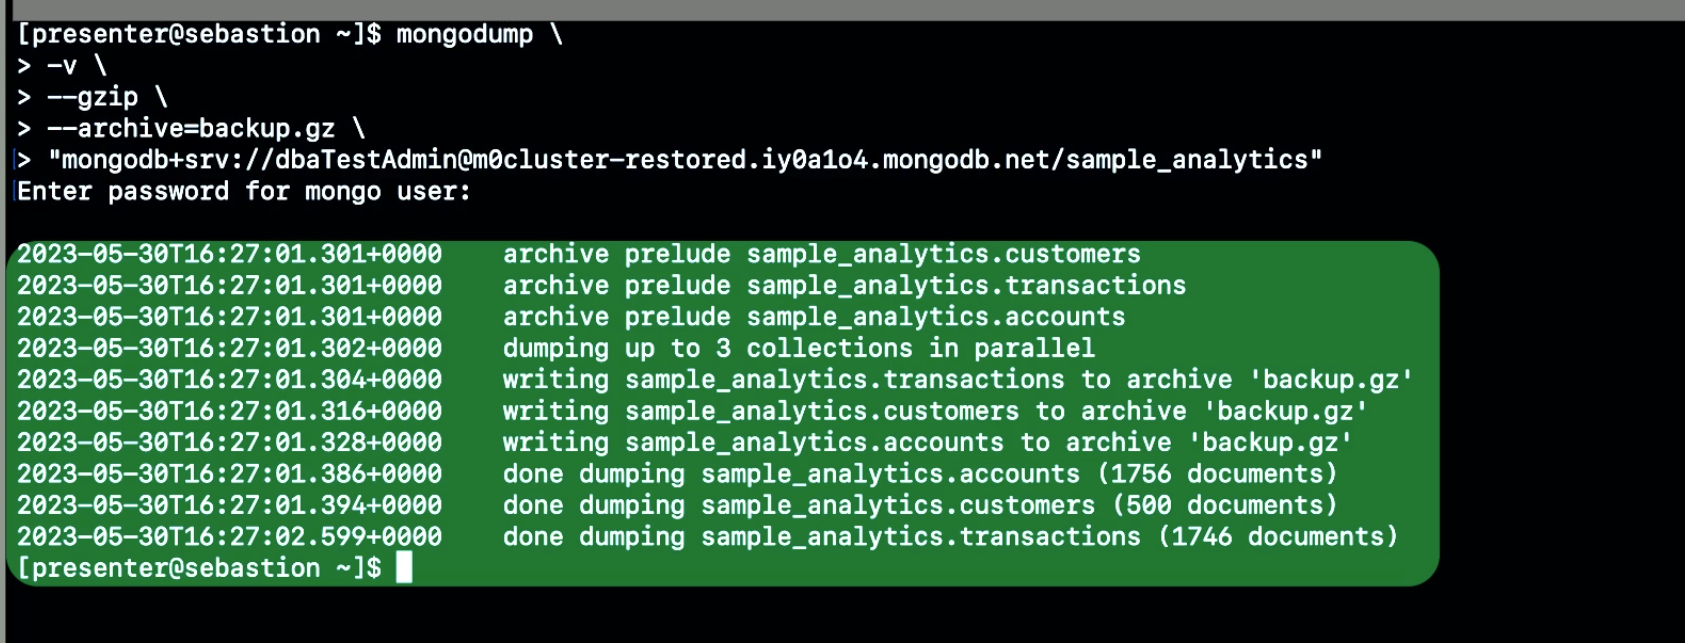 [presenter@sebastion ~]$ mongodump \
> -v \
> --gzip \
> --archive=backup.gz \
> "mongodb+srv://dbaTestAdmin@m0cluster-restored.iy0a1o4.mongodb.net/sample_analytics"
Enter password for mongo user:
2023-05-30T16:27:01.301+0000    archive prelude sample_analytics.customers
2023-05-30T16:27:01.301+0000    archive prelude sample_analytics.transactions
2023-05-30T16:27:01.301+0000    archive prelude sample_analytics.accounts
2023-05-30T16:27:01.302+0000    dumping up to 3 collections in parallel
2023-05-30T16:27:01.304+0000    writing sample_analytics.transactions to archive 'backup.gz'
2023-05-30T16:27:01.316+0000    writing sample_analytics.customers to archive 'backup.gz'
2023-05-30T16:27:01.328+0000    writing sample_analytics.accounts to archive 'backup.gz'
2023-05-30T16:27:01.386+0000    done dumping sample_analytics.accounts (1756 documents)
2023-05-30T16:27:01.394+0000    done dumping sample_analytics.customers (500 documents)
2023-05-30T16:27:02.599+0000    done dumping sample_analytics.transactions (1746 documents)
[presenter@sebastion ~]$